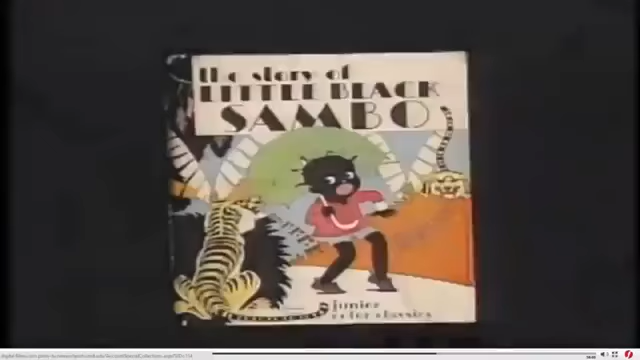 the story of
LITTLE BLACK
SAMBO
junior
color classics